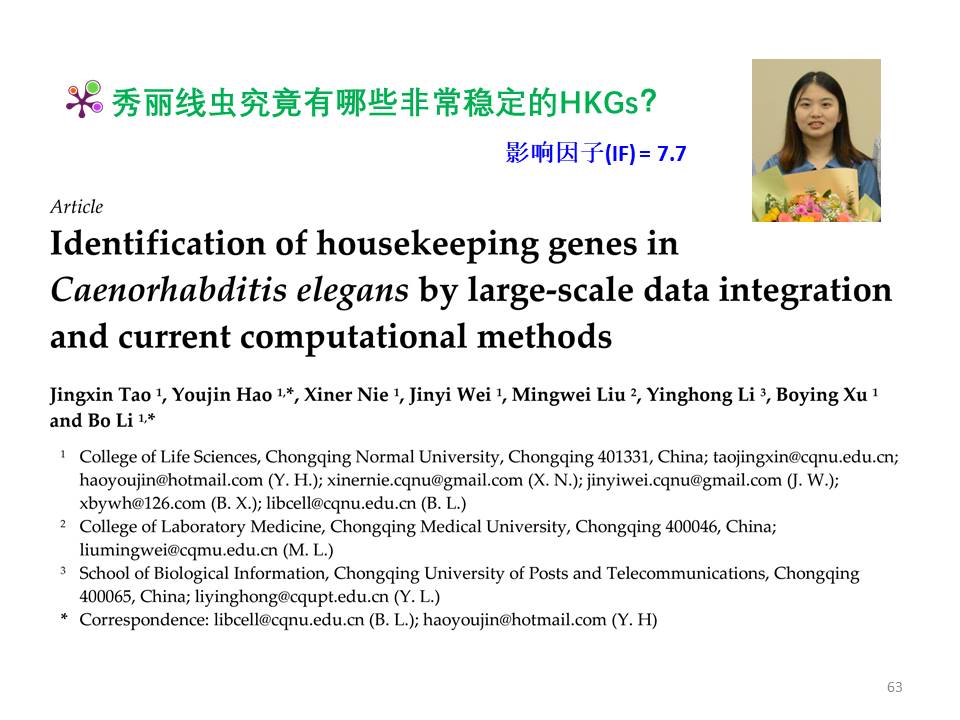 秀丽线虫究竟有哪些非常稳定的HKGs?
影响因子(IF) = 7.7
Article
Identification of housekeeping genes in
Caenorhabditis elegans by large-scale data integration
and current computational methods
Jingxin Tao ¹, Youjin Hao ¹,*, Xiner Nie ¹, Jinyi Wei ¹, Mingwei Liu ², Yinghong Li ³, Boying Xu ¹
and Bo Li ¹,*
¹ College of Life Sciences, Chongqing Normal University, Chongqing 401331, China; taojingxin@cqnu.edu.cn;
haoyoujin@hotmail.com (Y. H.); xinernie.cqnu@gmail.com (X. N.); jinyiwei.cqnu@gmail.com (J. W.);
xbywh@126.com (B. X.); libcell@cqnu.edu.cn (B. L.)
² College of Laboratory Medicine, Chongqing Medical University, Chongqing 400046, China;
liumingwei@cqmu.edu.cn (M. L.)
³ School of Biological Information, Chongqing University of Posts and Telecommunications, Chongqing
400065, China; liyinghong@cqupt.edu.cn (Y. L.)
* Correspondence: libcell@cqnu.edu.cn (B. L.); haoyoujin@hotmail.com (Y. H)
63